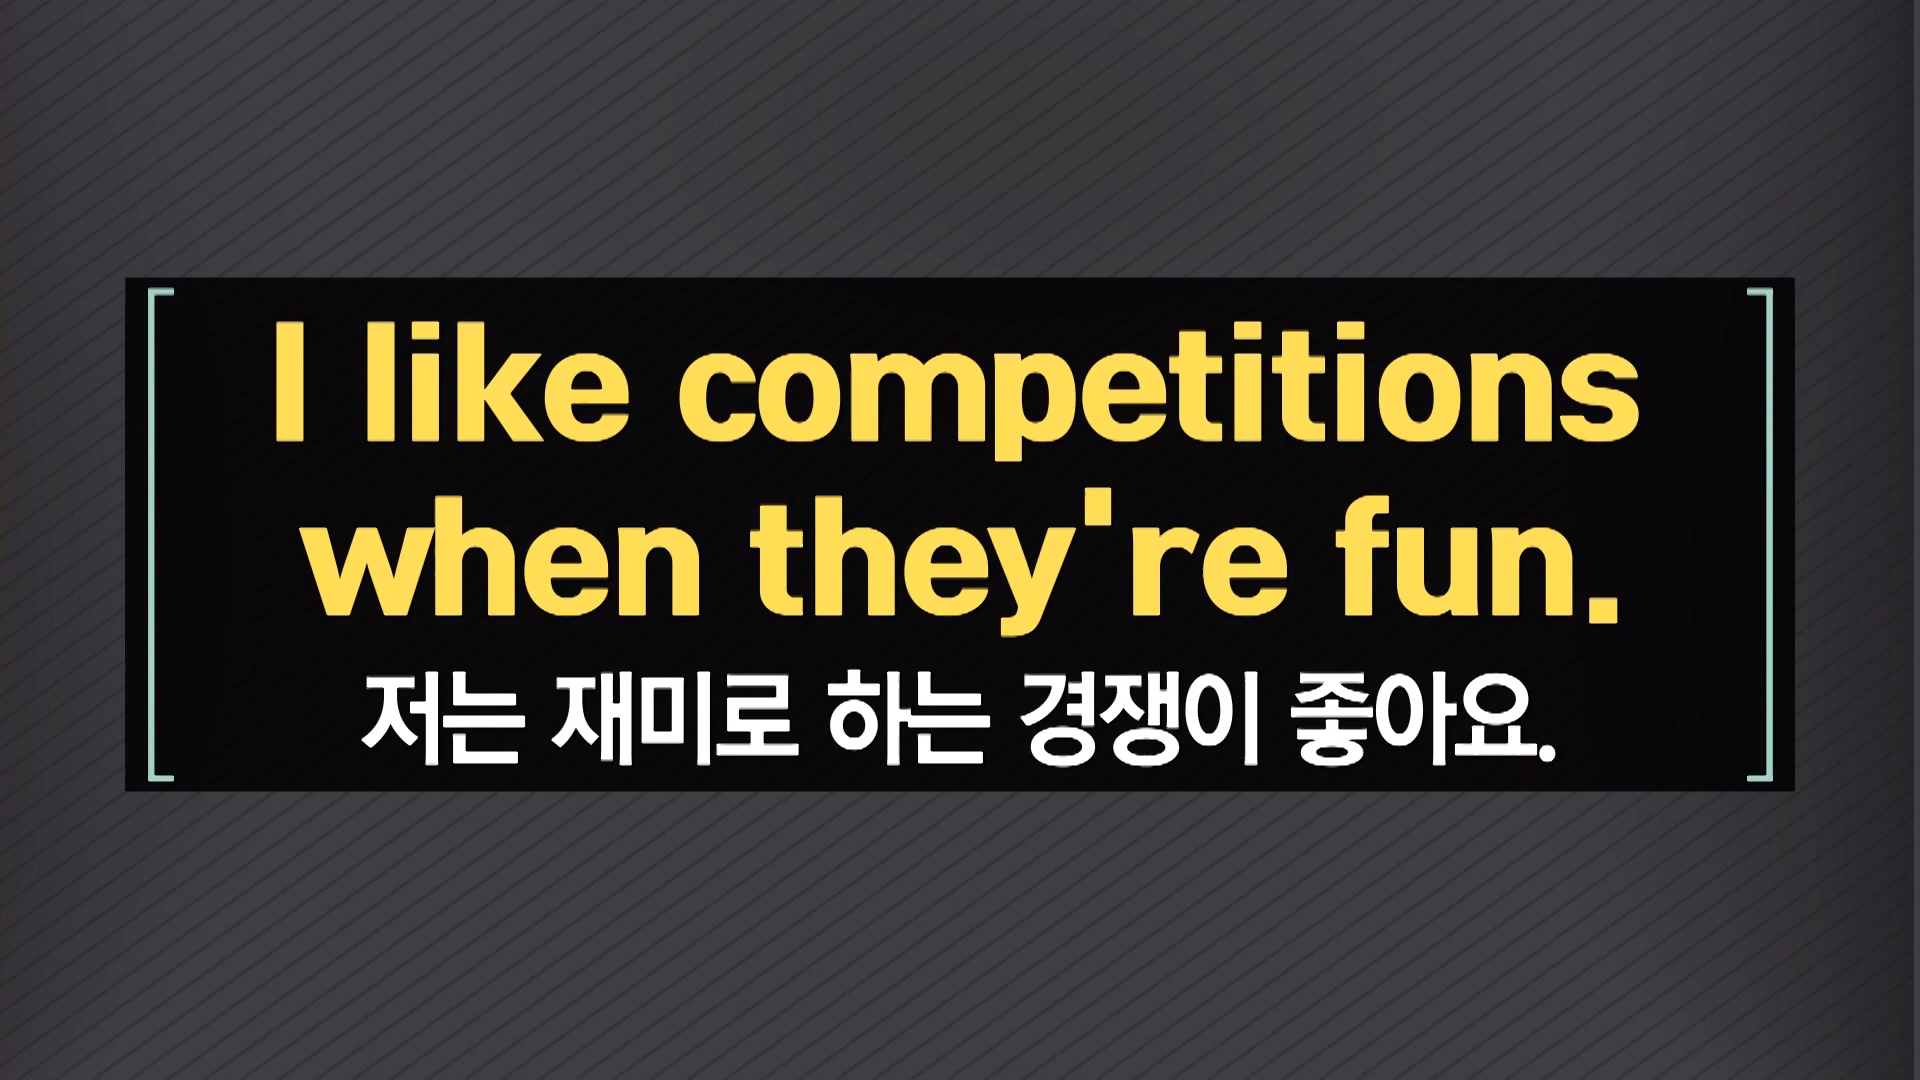 I like competitions
when they're fun.
저는 재미로 하는 경쟁이 좋아요.